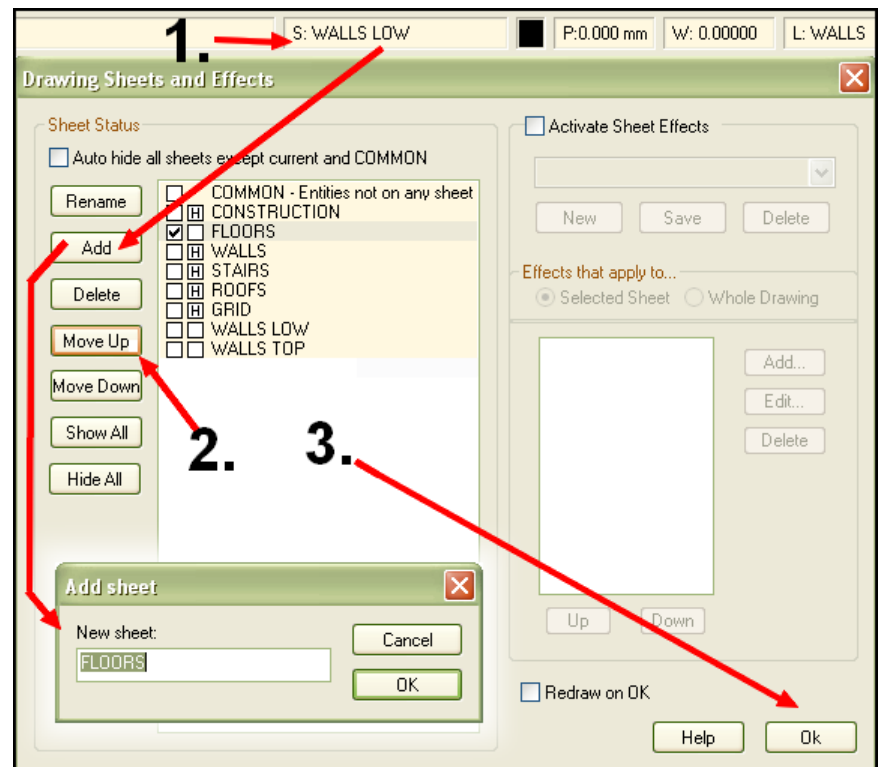 1.
S: WALLS LOW
P:0.000 mm
W: 0.00000
L: WALLS
Drawing Sheets and Effects
Sheet Status
Auto hide all sheets except current and COMMON
Rename
Add
Delete
Move Up
Move Down
Show All
Hide All
COMMON - Entities not on any sheet
H CONSTRUCTION
FLOORS
H WALLS
H STAIRS
H ROOFS
H GRID
WALLS LOW
WALLS TOP
2.
3.
Activate Sheet Effects
New
Save
Delete
Effects that apply to...
Selected Sheet
Whole Drawing
Add...
Edit...
Delete
Up
Down
Redraw on OK
Help
Ok
Add sheet
New sheet:
FLOORS
Cancel
OK